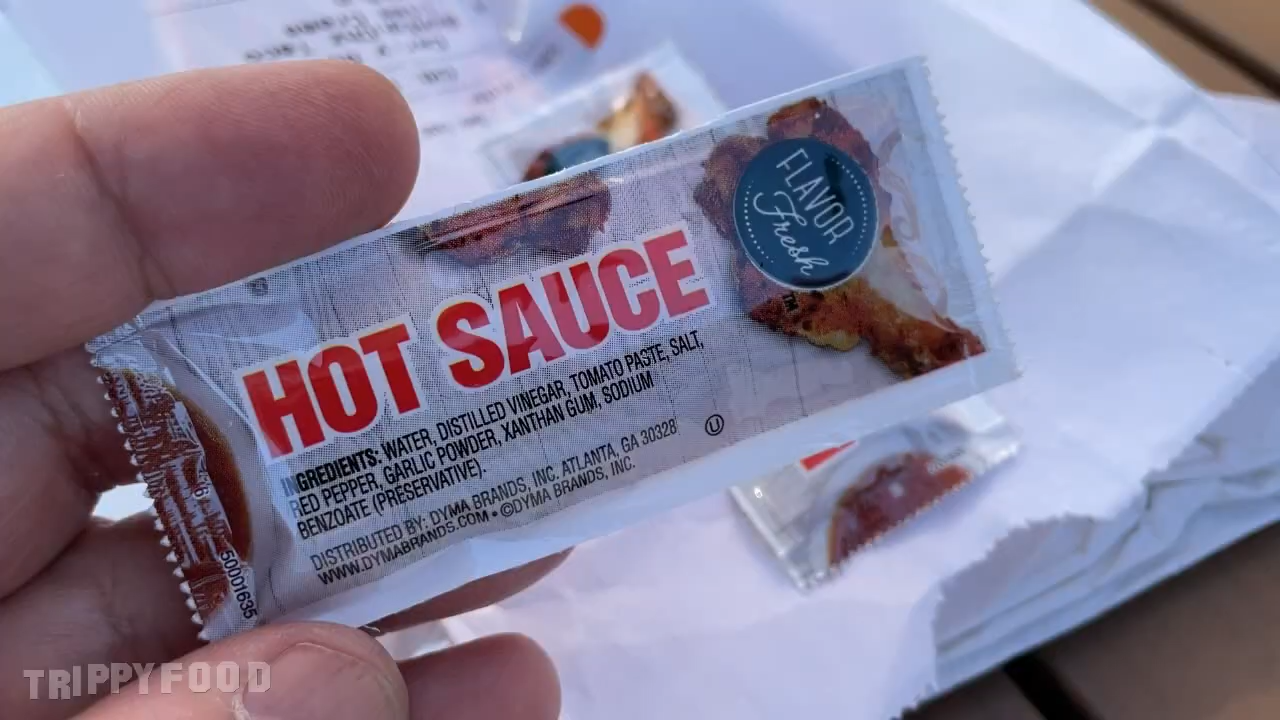 FLAVOR
Fresh
TM
HOT SAUCE
INGREDIENTS: WATER, DISTILLED VINEGAR, TOMATO PASTE, SALT,
RED PEPPER, GARLIC POWDER, XANTHAN GUM, SODIUM
BENZOATE (PRESERVATIVE).
DISTRIBUTED BY: DYMA BRANDS, INC. ATLANTA, GA 30328
WWW.DYMABRANDS.COM • ©DYMA BRANDS, INC.
U
50001635
TRIPPYFOOD